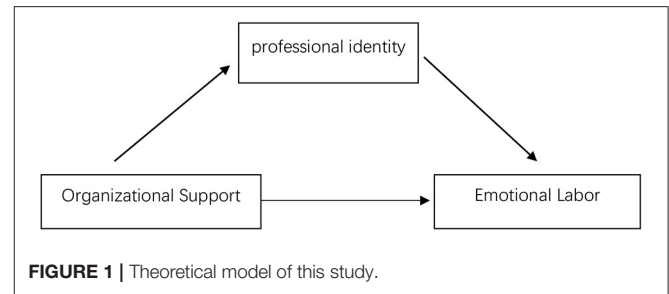 professional identity
Organizational Support
Emotional Labor
FIGURE 1 | Theoretical model of this study.